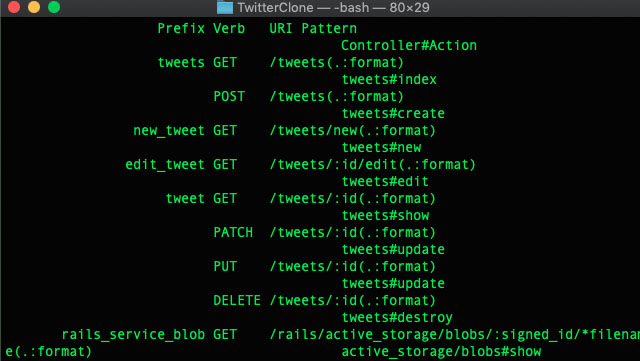 TwitterClone — -bash — 80×29
Prefix Verb URI Pattern
Controller#Action
tweets GET /tweets(.:format)
tweets#index
POST /tweets(.:format)
tweets#create
new_tweet GET /tweets/new(.:format)
tweets#new
edit_tweet GET /tweets/:id/edit(.:format)
tweets#edit
tweet GET /tweets/:id(.:format)
tweets#show
PATCH /tweets/:id(.:format)
tweets#update
PUT /tweets/:id(.:format)
tweets#update
DELETE /tweets/:id(.:format)
tweets#destroy
rails_service_blob GET /rails/active_storage/blobs/:signed_id/*filenam
e(.:format) active_storage/blobs#show